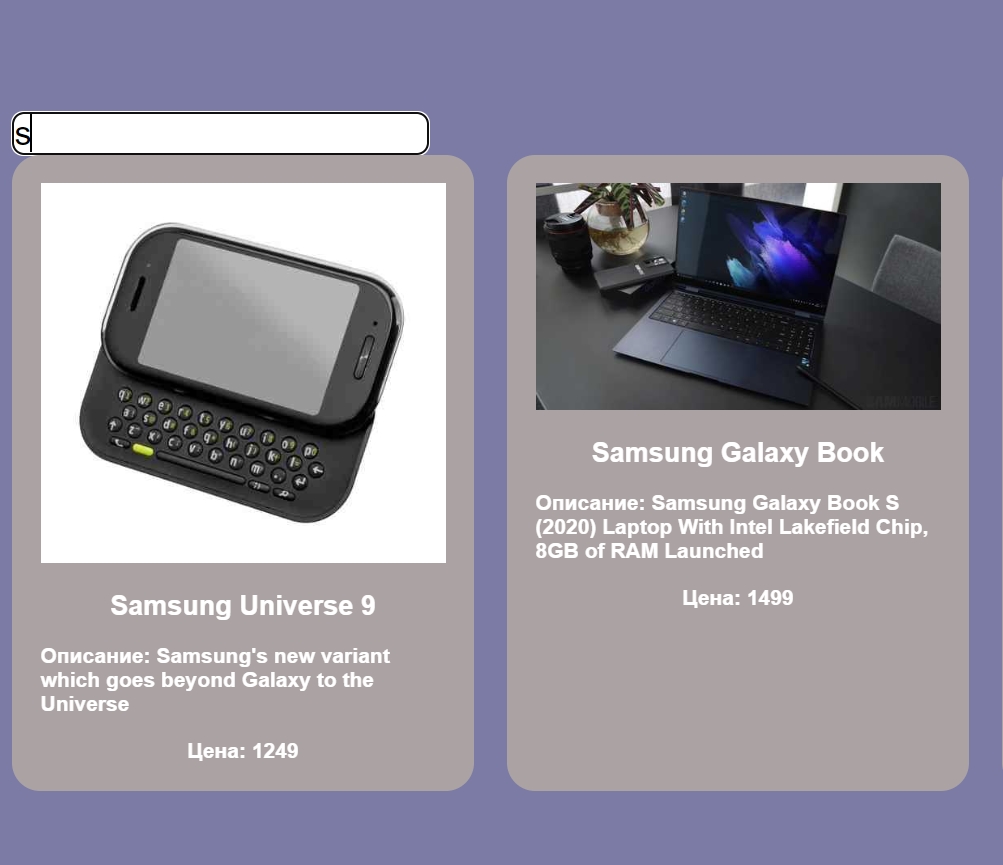 s
Samsung Universe 9
Описание: Samsung's new variant
which goes beyond Galaxy to the
Universe
Цена: 1249
Samsung Galaxy Book
Описание: Samsung Galaxy Book S
(2020) Laptop With Intel Lakefield Chip,
8GB of RAM Launched
Цена: 1499